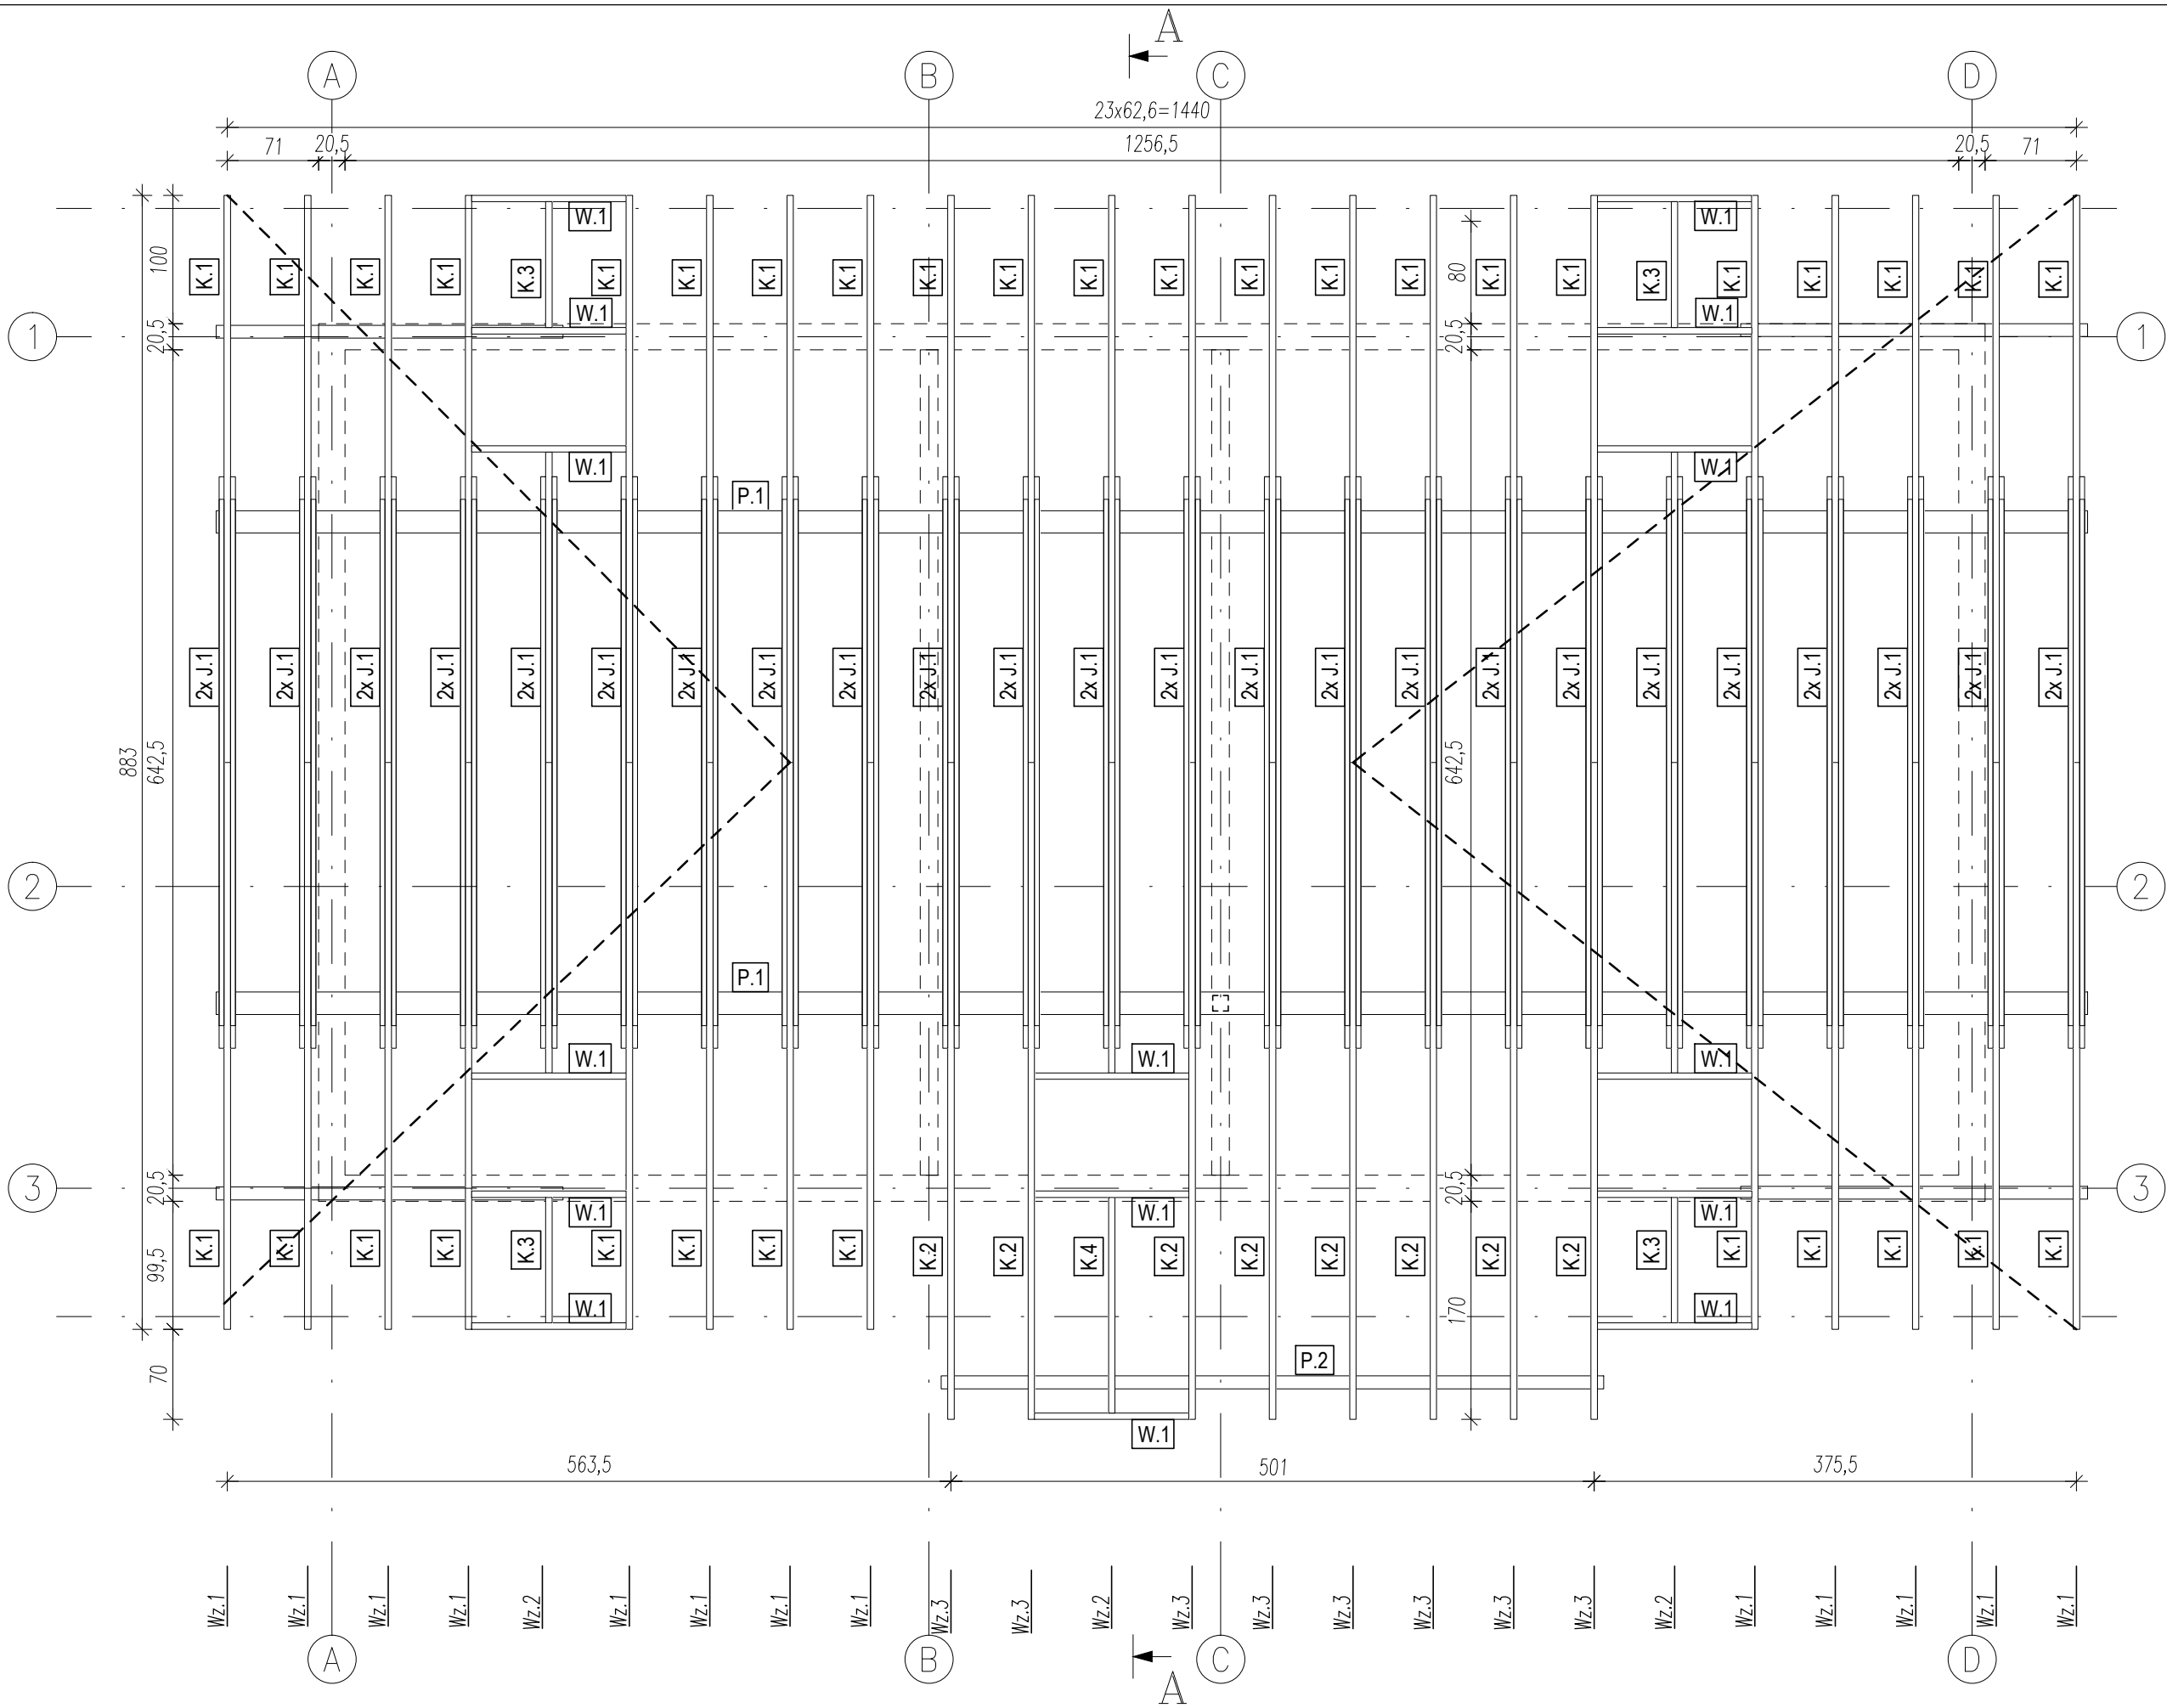 A
A B C D
23x62,6=1440
71 20,5 1256,5 20,5 71
W.1 W.1
100 K.1 K.1 K.1 K.1 K.3 K.1 K.1 K.1 K.1 K.1 K.1 K.1 K.1 K.1 K.1 K.1 K.1 K.1 K.3 K.1 K.1 K.1 K.1 K.1
80
W.1 W.1
1 20,5 20,5 1
W.1 W.1
P.1
2x J.1 2x J.1 2x J.1 2x J.1 2x J.1 2x J.1 2x J.1 2x J.1 2x J.1 2x J.1 2x J.1 2x J.1 2x J.1 2x J.1 2x J.1 2x J.1 2x J.1 2x J.1 2x J.1 2x J.1 2x J.1 2x J.1 2x J.1 2x J.1
883 642,5 642,5
2 2
P.1
W.1 W.1 W.1
3 20,5 20,5 3
W.1 W.1 W.1
99,5 K.1 K.1 K.1 K.1 K.3 K.1 K.1 K.1 K.1 K.2 K.2 K.4 K.2 K.2 K.2 K.2 K.2 K.2 K.3 K.1 K.1 K.1 K.1 K.1
W.1 170 W.1
70 P.2
W.1
563,5 501 375,5
Wz.1 Wz.1 Wz.1 Wz.1 Wz.2 Wz.1 Wz.1 Wz.1 Wz.1 Wz.3 Wz.3 Wz.2 Wz.3 Wz.3 Wz.3 Wz.3 Wz.3 Wz.3 Wz.2 Wz.1 Wz.1 Wz.1 Wz.1 Wz.1
A B C D
A